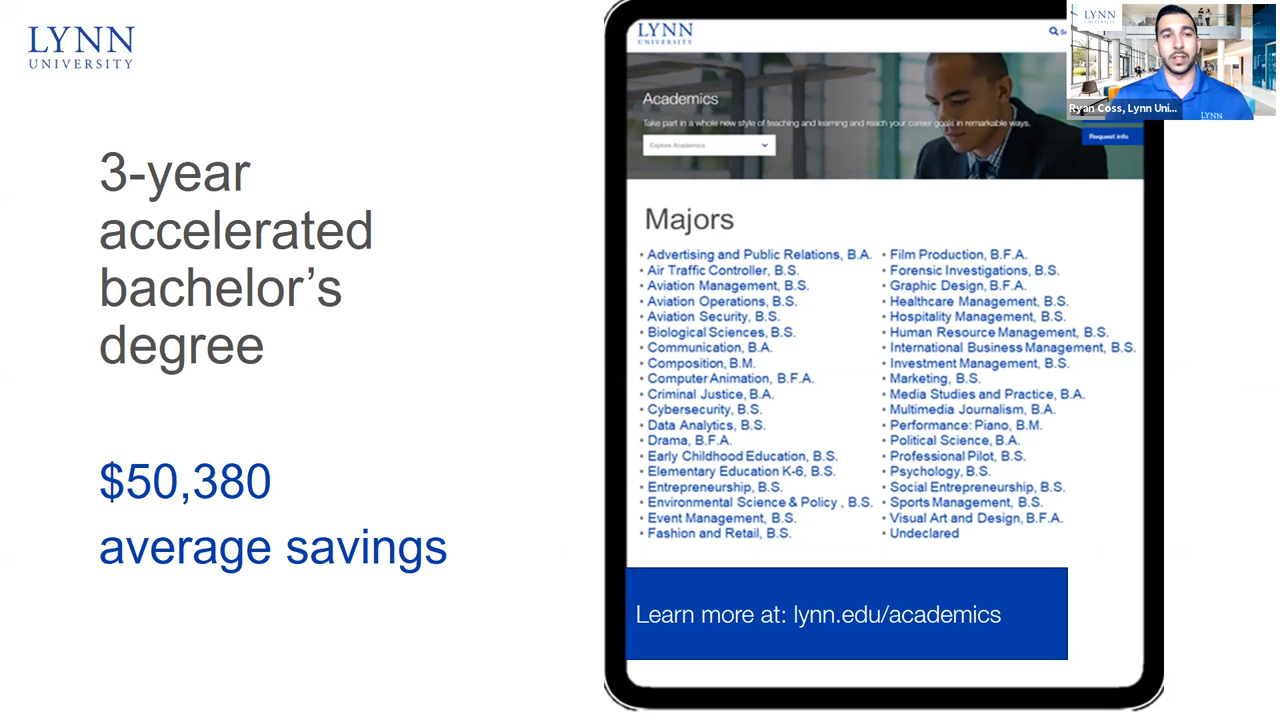 LYNN
UNIVERSITY
3-year
accelerated
bachelor's
degree
$50,380
average savings
LYNN
UNIVERSITY
Academics
Take part in a whole new style of teaching and learning and reach your career goals in remarkable ways.
Explore Academics
Request info
Majors
• Advertising and Public Relations, B.A.
• Air Traffic Controller, B.S.
• Aviation Management, B.S.
• Aviation Operations, B.S.
• Aviation Security, B.S.
• Biological Sciences, B.S.
• Communication, B.A.
• Composition, B.M.
• Computer Animation, B.F.A.
• Criminal Justice, B.A.
• Cybersecurity, B.S.
• Data Analytics, B.S.
• Drama, B.F.A.
• Early Childhood Education, B.S.
• Elementary Education K-6, B.S.
• Entrepreneurship, B.S.
• Environmental Science & Policy , B.S.
• Event Management, B.S.
• Fashion and Retail, B.S.
• Film Production, B.F.A.
• Forensic Investigations, B.S.
• Graphic Design, B.F.A.
• Healthcare Management, B.S.
• Hospitality Management, B.S.
• Human Resource Management, B.S.
• International Business Management, B.S.
• Investment Management, B.S.
• Marketing, B.S.
• Media Studies and Practice, B.A.
• Multimedia Journalism, B.A.
• Performance: Piano, B.M.
• Political Science, B.A.
• Professional Pilot, B.S.
• Psychology, B.S.
• Social Entrepreneurship, B.S.
• Sports Management, B.S.
• Visual Art and Design, B.F.A.
• Undeclared
Learn more at: lynn.edu/academics
LYNN
UNIVERSITY
Ryan Coss, Lynn Uni...
LYNN